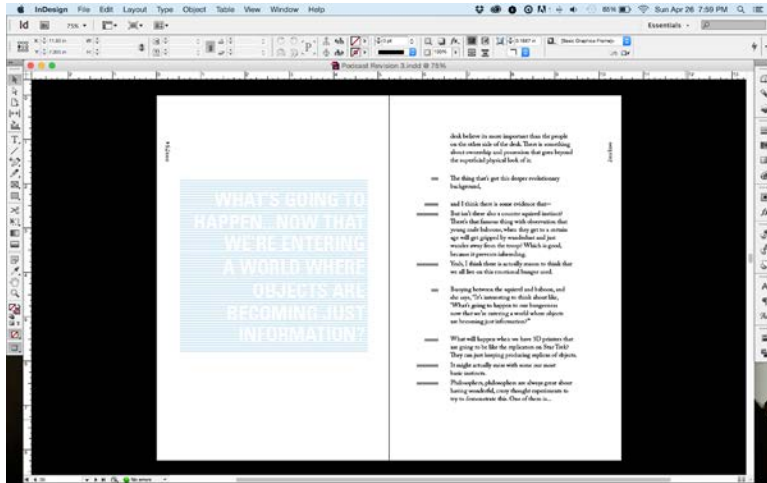 InDesign File Edit Layout Type Object Table View Window Help
65% Sun Apr 26 7:59 PM
Id 75% Essentials
[Basic Graphics Frame]
Podcast Revision 3.indd @ 75%
WHAT'S GOING TO
HAPPEN...NOW THAT
WE'RE ENTERING
A WORLD WHERE
OBJECTS ARE
BECOMING JUST
INFORMATION?
desk believe its more important than the people
on the other side of the desk. There is something
about ownership and possession that goes beyond
the superficial physical book of it:
The thing that's got this deeper evolutionary
background,
and I think there is some evidence that—
But isn't there also a counter squirrel instinct?
There's that famous thing with observation that
young male baboons, when they get to a certain
age will get gripped by wanderlust and just
wander away from the troop? Which is good,
because it prevents inbreeding.
Yeah, I think there is actually reason to think that
we all live on this emotional hunger used.
Bumping between the squirrel and baboon, and
she says, "It's interesting to think about like,
"What's going to happen to our hungerness
now that we're entering a world where objects
are becoming just information?"
What will happen when we have 3D printers that
are going to be like the replicators on Star Trek?
They can just keeping producing replicas of objects.
It might actually mess with some our most
basic instincts.
Philosophers, philosophers are always great about
having wonderful, crazy thought experiments to
try to demonstrate this. One of them is...
No errors